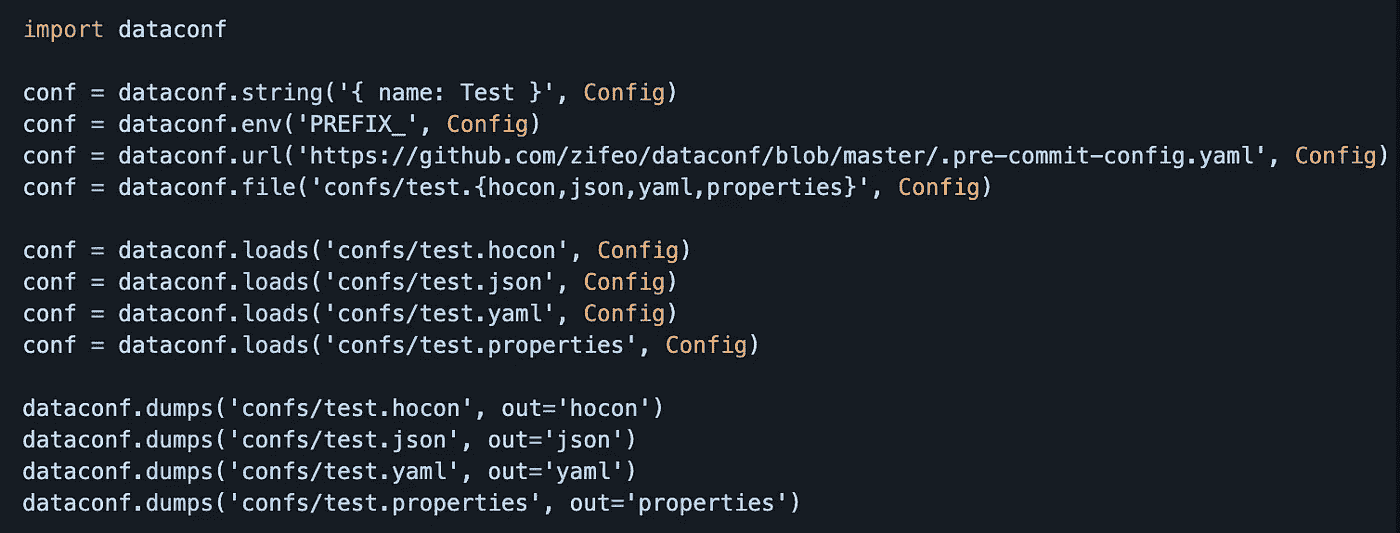 import dataconf
conf = dataconf.string('{ name: Test }', Config)
conf = dataconf.env('PREFIX_', Config)
conf = dataconf.url('https://github.com/zifeo/dataconf/blob/master/.pre-commit-config.yaml', Config)
conf = dataconf.file('confs/test.{hocon,json,yaml,properties}', Config)
conf = dataconf.loads('confs/test.hocon', Config)
conf = dataconf.loads('confs/test.json', Config)
conf = dataconf.loads('confs/test.yaml', Config)
conf = dataconf.loads('confs/test.properties', Config)
dataconf.dumps('confs/test.hocon', out='hocon')
dataconf.dumps('confs/test.json', out='json')
dataconf.dumps('confs/test.yaml', out='yaml')
dataconf.dumps('confs/test.properties', out='properties')